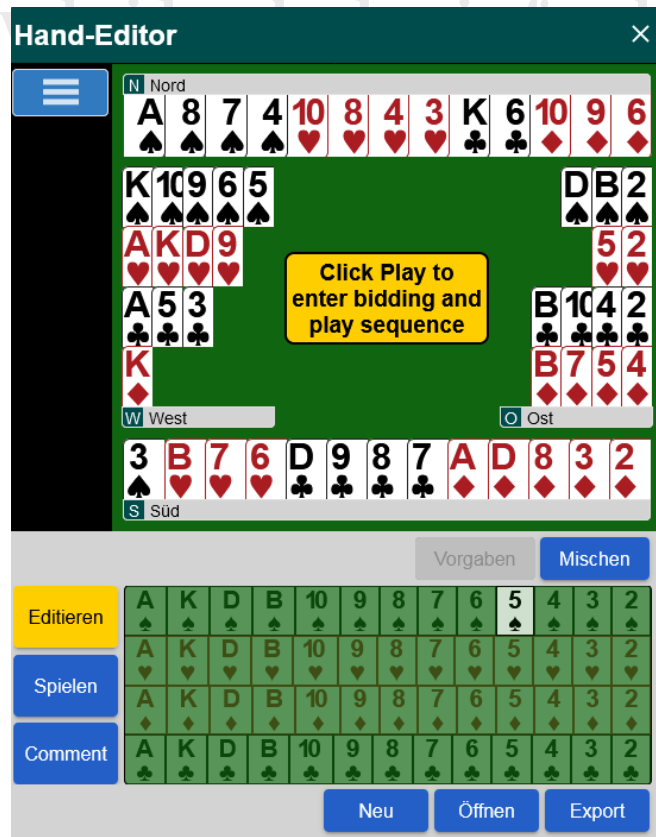 Hand-Editor
N Nord
A 8 7 4 10 8 4 3 K 6 10 9 6
K 10 9 6 5
D B 2
A K D 9
5 2
A 5 3
B 10 4 2
K
B 7 5 4
Click Play to
enter bidding and
play sequence
W West
O Ost
3 B 7 6 D 9 8 7 A D 8 3 2
S Süd
Vorgaben
Mischen
Editieren
A K D B 10 9 8 7 6 5 4 3 2
A K D B 10 9 8 7 6 5 4 3 2
Spielen
A K D B 10 9 8 7 6 5 4 3 2
Comment
A K D B 10 9 8 7 6 5 4 3 2
Neu
Öffnen
Export